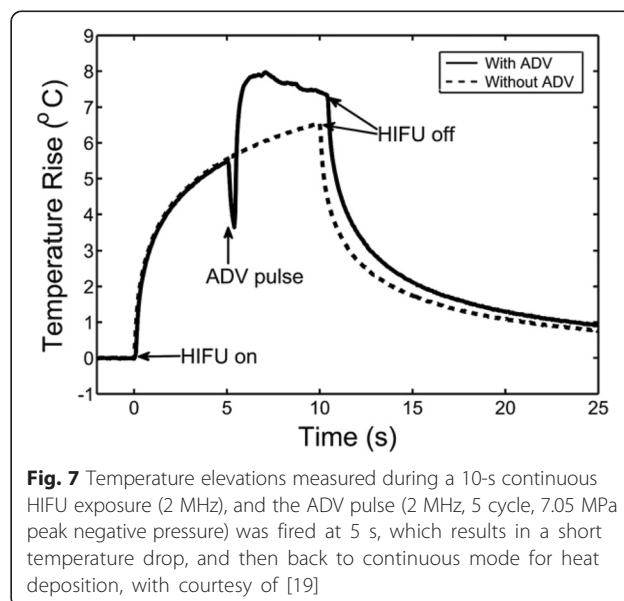 9
8
7
6
5
4
3
2
1
0
-1
Temperature Rise (⁰C)
With ADV
Without ADV
HIFU off
ADV pulse
HIFU on
0 5 10 15 20 25
Time (s)
Fig. 7 Temperature elevations measured during a 10-s continuous
HIFU exposure (2 MHz), and the ADV pulse (2 MHz, 5 cycle, 7.05 MPa
peak negative pressure) was fired at 5 s, which results in a short
temperature drop, and then back to continuous mode for heat
deposition, with courtesy of [19]